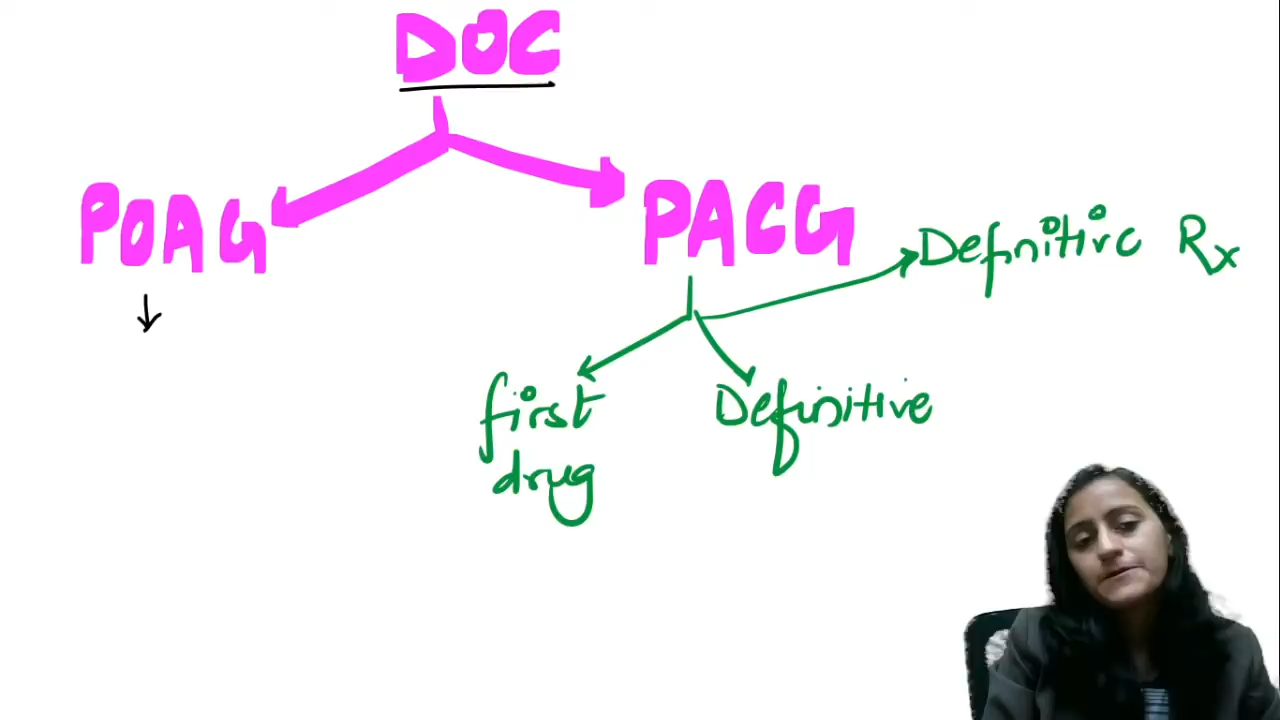 DOC
POAG
PACG
Definitive Rx
first
drug
Definitive